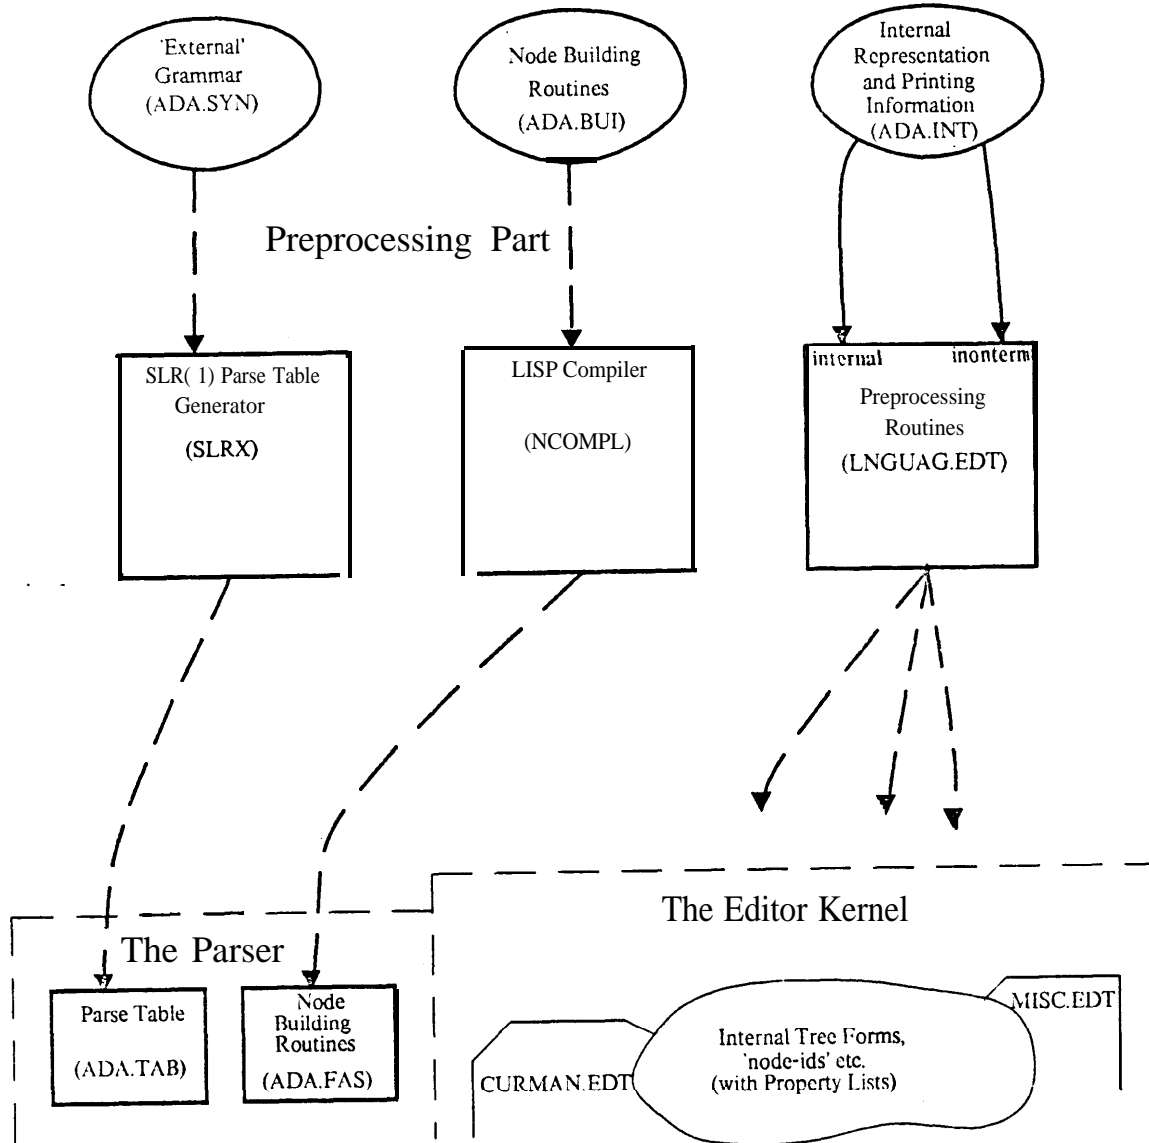 'External'
Grammar
(ADA.SYN)
Node Building
Routines
(ADA.BUI)
Internal
Representation
and Printing
Information
(ADA.INT)
Preprocessing Part
SLR( 1) Parse Table
Generator
(SLRX)
LISP Compiler
(NCOMPL)
internal inonterm
Preprocessing
Routines
(LNGUAG.EDT)
The Parser
Parse Table
(ADA.TAB)
Node
Building
Routines
(ADA.FAS)
The Editor Kernel
CURMAN.EDT
Internal Tree Forms,
'node-ids' etc.
(with Property Lists)
MISC.EDT